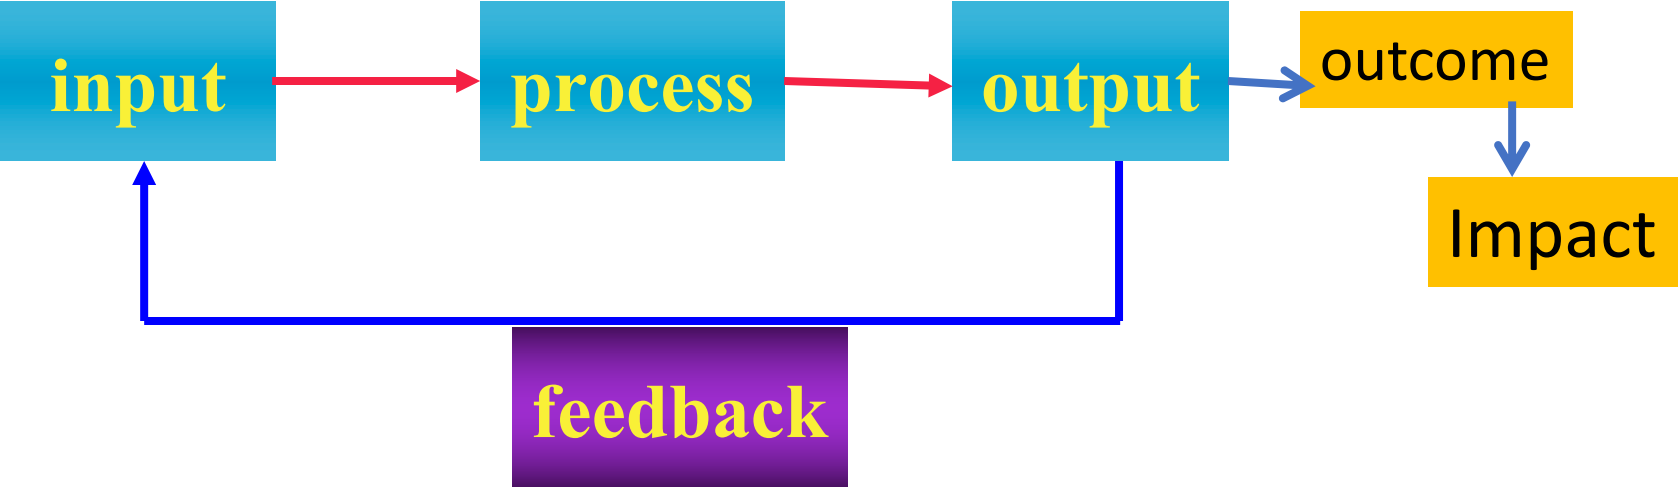 input
process
output
outcome
Impact
feedback